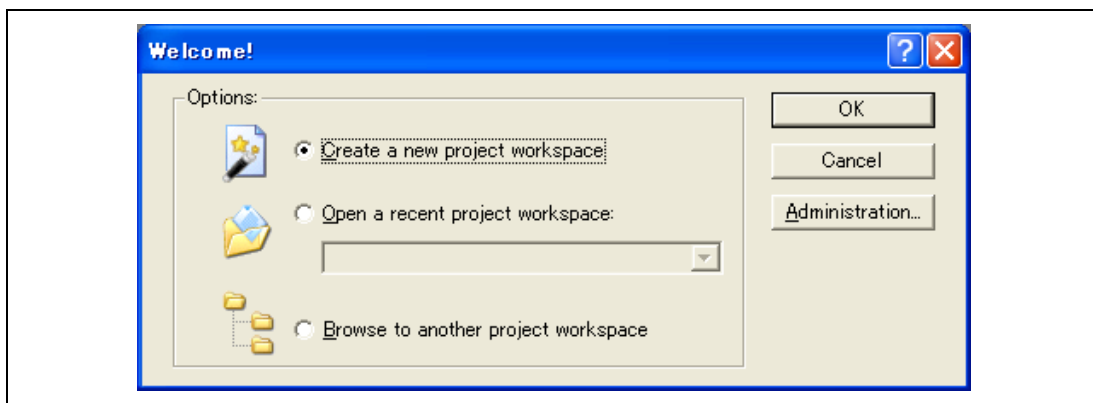 Welcome!
Options:
Create a new project workspace
Open a recent project workspace:
Browse to another project workspace
OK
Cancel
Administration...